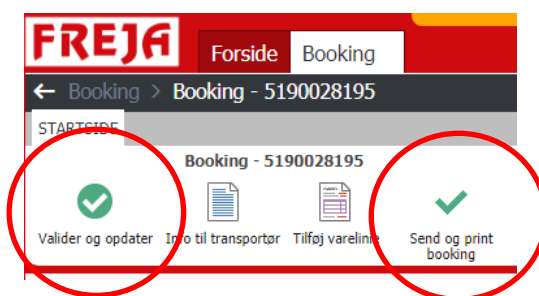 FREJA
Forside Booking
← Booking > Booking - 5190028195
STARTSIDE
Booking - 5190028195
Valider og opdater Info til transportør Tilføj varelinie Send og print
booking